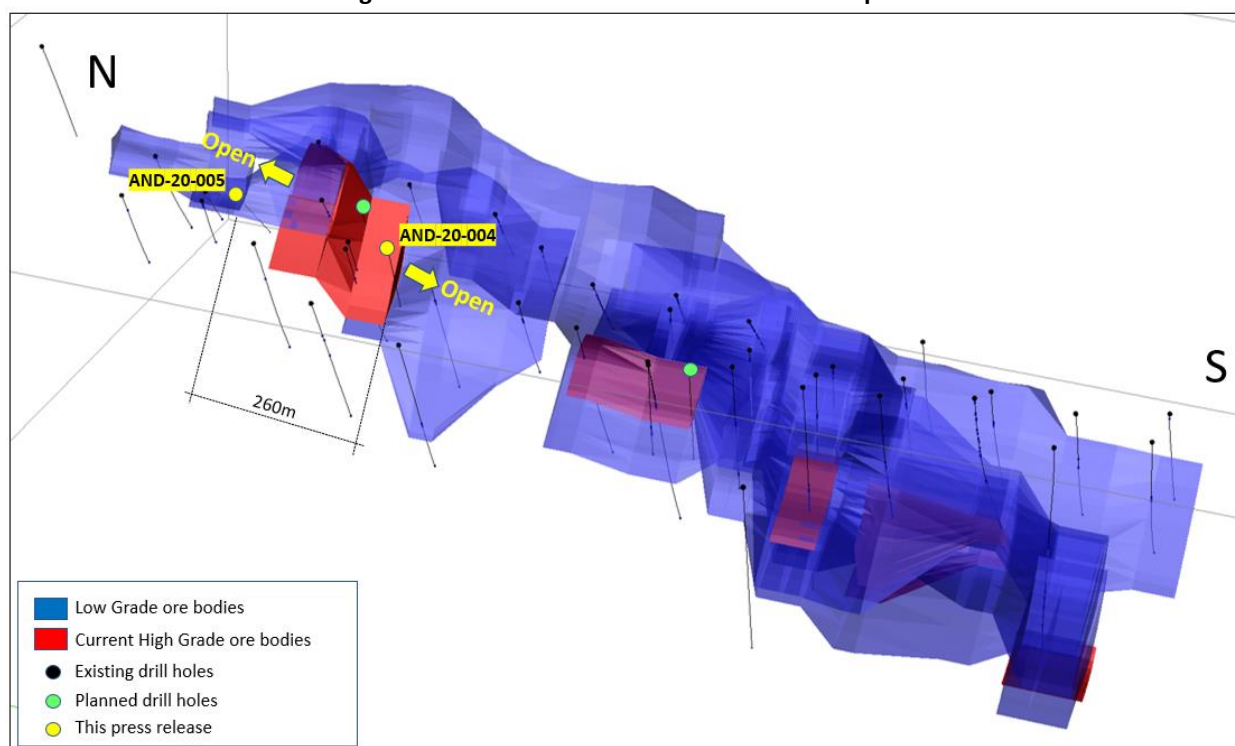 N
Open
AND-20-005
AND-20-004
Open
260m
S
Low Grade ore bodies
Current High Grade ore bodies
Existing drill holes
Planned drill holes
This press release